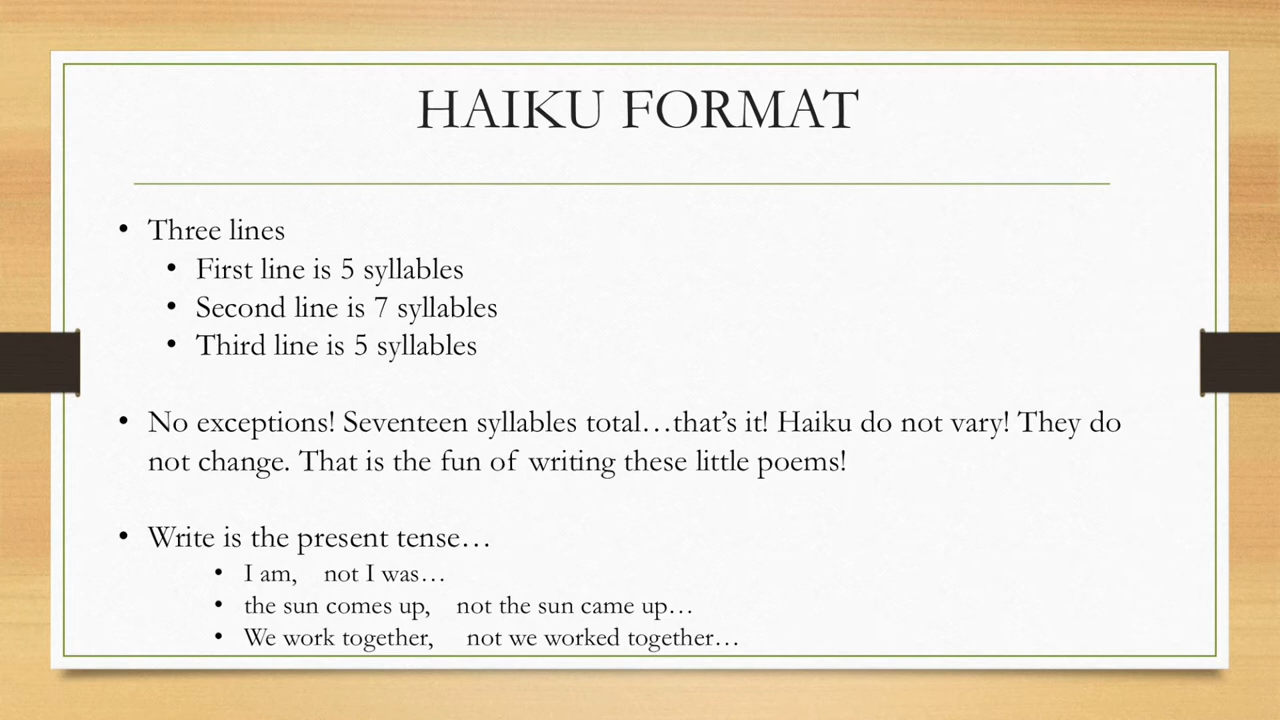 HAIKU FORMAT
• Three lines
• First line is 5 syllables
• Second line is 7 syllables
• Third line is 5 syllables
• No exceptions! Seventeen syllables total…that’s it! Haiku do not vary! They do
not change. That is the fun of writing these little poems!
• Write is the present tense…
• I am, not I was…
• the sun comes up, not the sun came up…
• We work together, not we worked together…